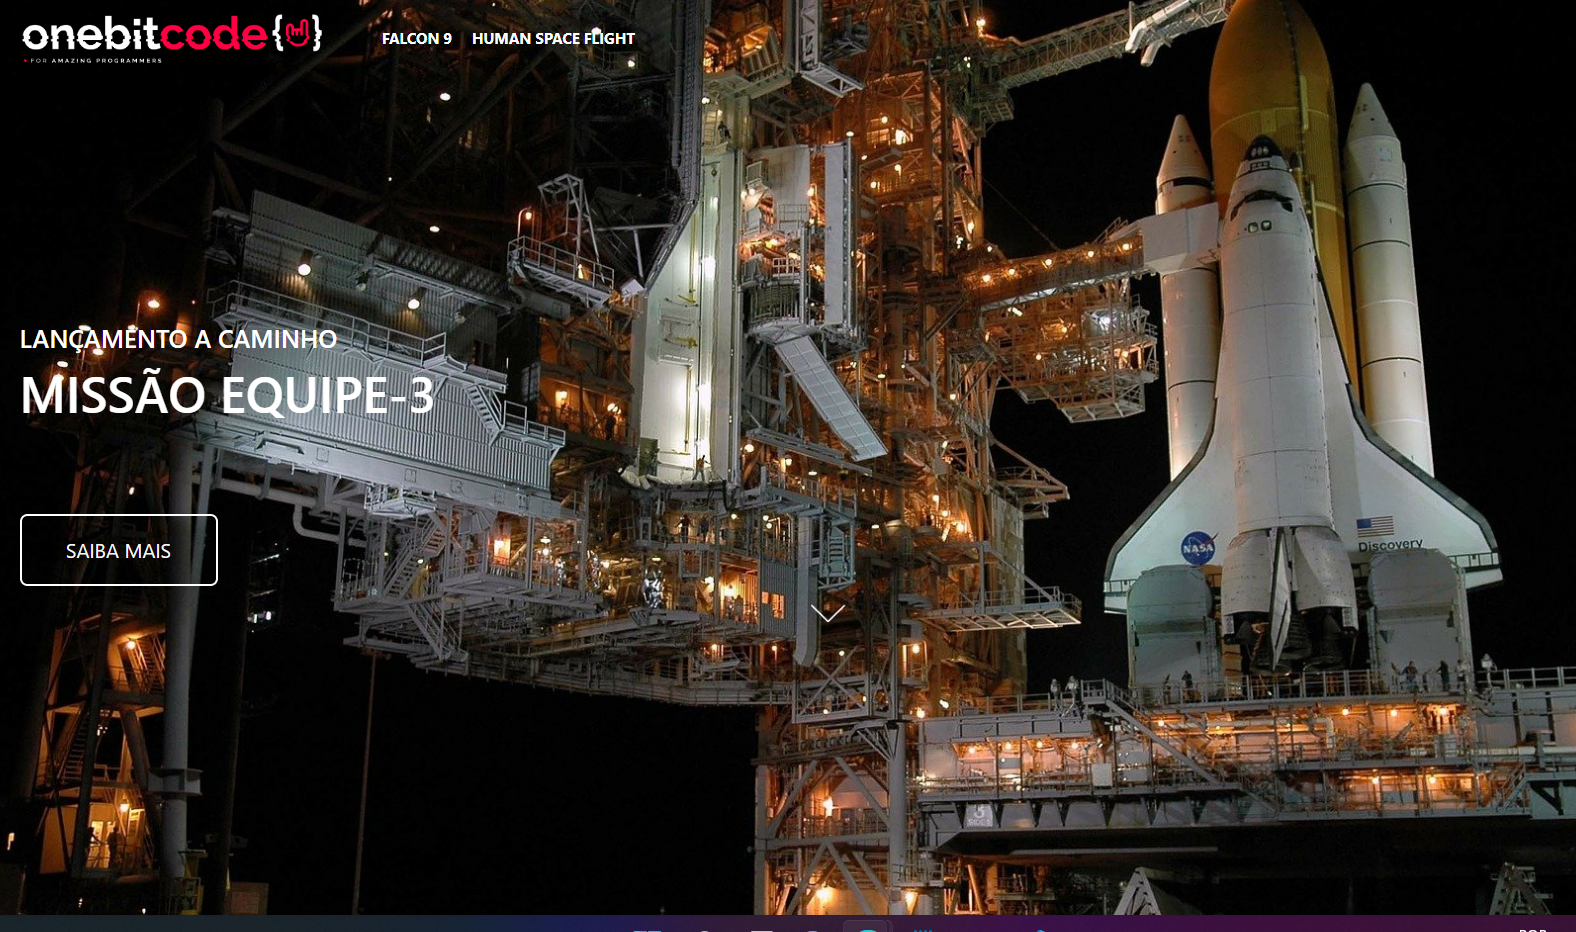 onebitcode{}
FOR AMAZING PROGRAMMERS
FALCON 9
HUMAN SPACE FLIGHT
LANÇAMENTO A CAMINHO
MISSÃO EQUIPE-3
SAIBA MAIS
NASA
Discovery